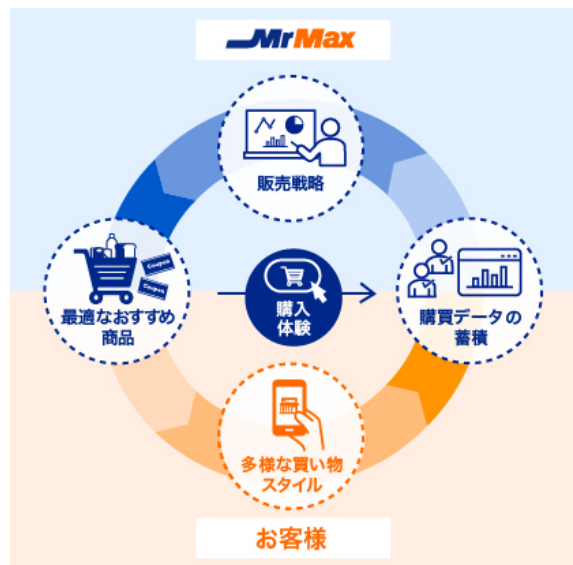 MrMax
販売戦略
最適なおすすめ
商品
Coupon
Coupon
購入
体験
購買データの
蓄積
多様な買い物
スタイル
お客様